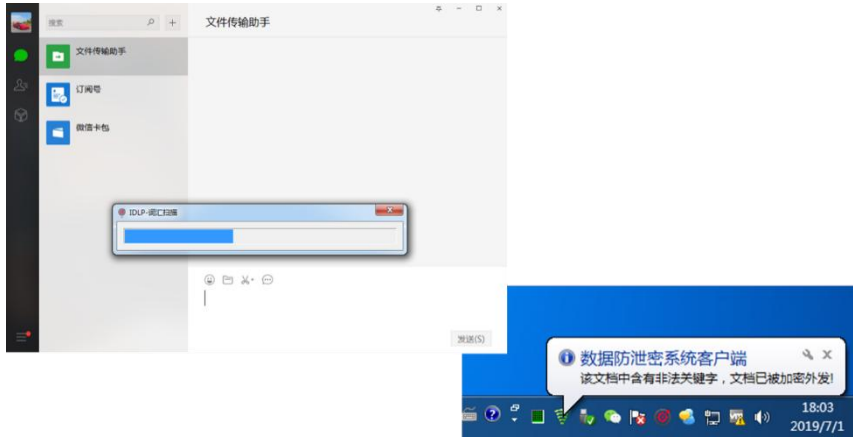 搜索
文件传输助手
文件传输助手
订阅号
微信卡包
IDLP-词汇扫描
发送(S)
数据防泄密系统客户端
该文档中含有非法关键字，文档已被加密外发!
18:03
2019/7/1